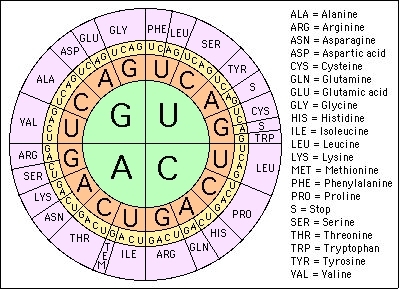 GLY PHE LEU
GLU SER
ASP TYR
ALA S
VAL CYS
S
TRP
ARG LEU
SER
LYS
ASN PRO
THR HIS
MET ILE ARG GLN
U C A G U C A G U C A G U C A G
U C A G U C A G U C A G U C A G
U C A G U C A G U C A G U C A G
U C A G U C A G U C A G U C A G
U C A G
U C A G
U C A G
U C A G
G U
A C
ALA = Alanine
ARG = Arginine
ASN = Asparagine
ASP = Aspartic acid
CYS = Cysteine
GLN = Glutamine
GLU = Glutamic acid
GLY = Glycine
HIS = Histidine
ILE = Isoleucine
LEU = Leucine
LYS = Lysine
MET = Methionine
PHE = Phenylalanine
PRO = Proline
S = Stop
SER = Serine
THR = Threonine
TRP = Tryptophan
TYR = Tyrosine
VAL = Valine